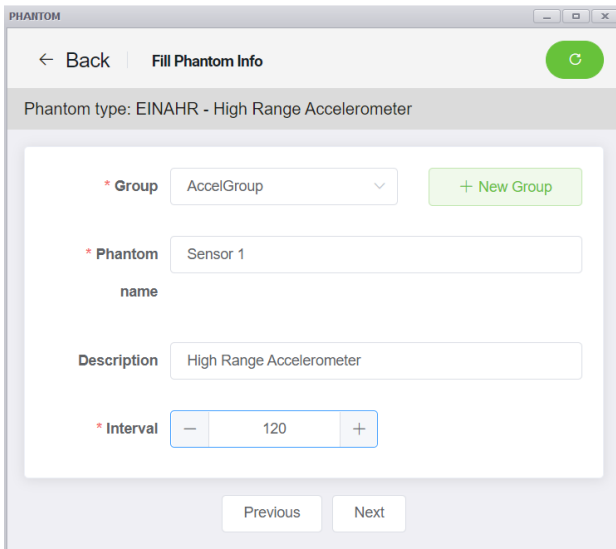 PHANTOM
← Back Fill Phantom Info
Phantom type: EINAHR - High Range Accelerometer
* Group AccelGroup + New Group
* Phantom name Sensor 1
Description High Range Accelerometer
* Interval — 120 +
Previous Next